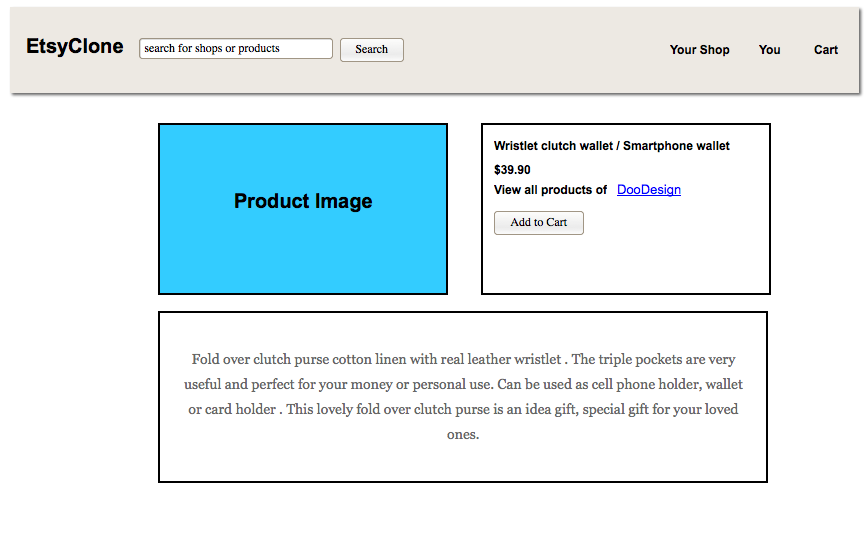 EtsyClone search for shops or products Search Your Shop You Cart
Product Image
Wristlet clutch wallet / Smartphone wallet
$39.90
View all products of DooDesign
Add to Cart
Fold over clutch purse cotton linen with real leather wristlet . The triple pockets are very
useful and perfect for your money or personal use. Can be used as cell phone holder, wallet
or card holder . This lovely fold over clutch purse is an idea gift, special gift for your loved
ones.